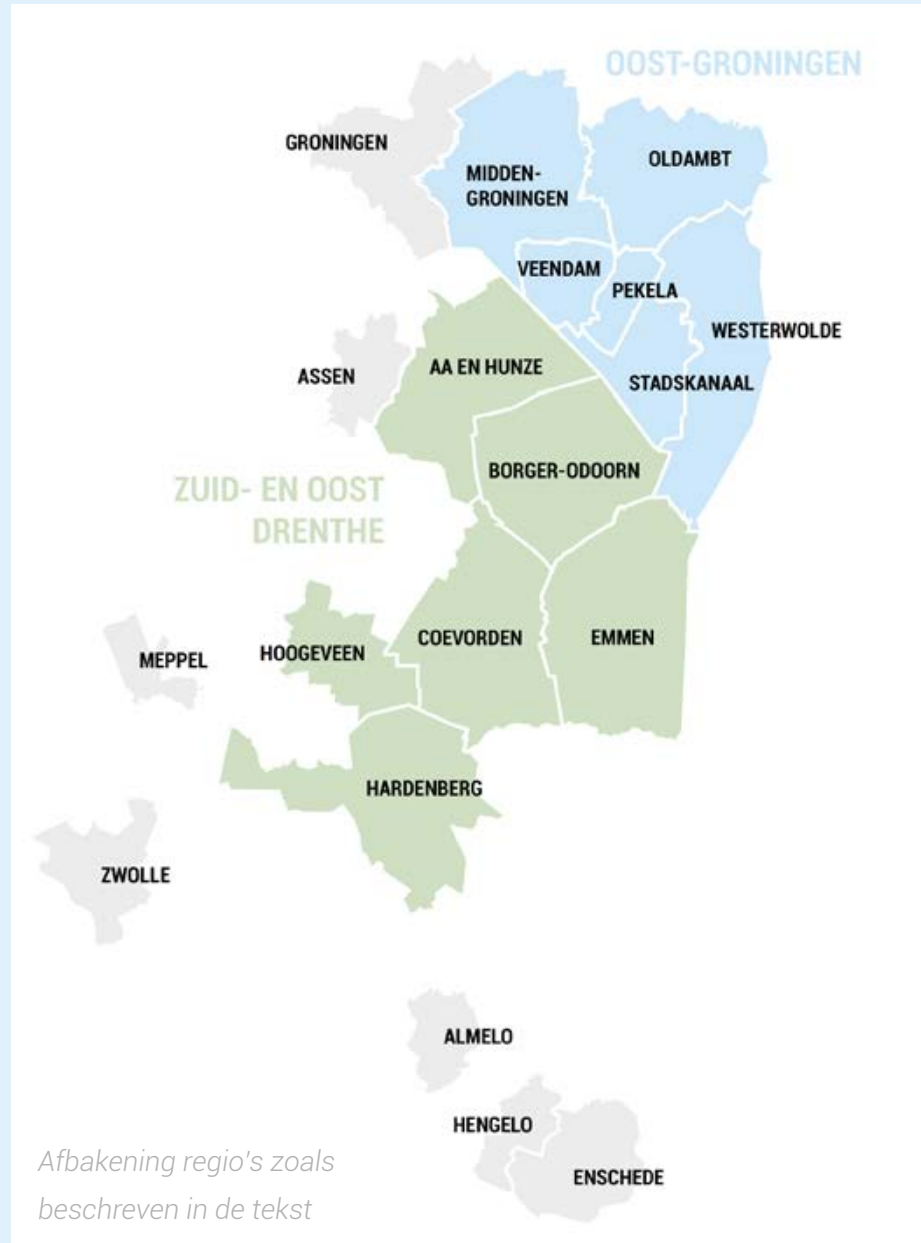 OOST-GRONINGEN
GRONINGEN
OLDAMBT
MIDDEN-
GRONINGEN
VEENDAM
PEKELA
WESTERWOLDE
AA EN HUNZE
ASSEN
STADSKANAAL
BORGER-ODOORN
ZUID- EN OOST
DRENTHE
COEVORDEN
EMMEN
HOOGEVEEN
MEPPEL
HARDENBERG
ZWOLLE
ALMELO
HENGELO
ENSCHEDE
Afbakening regio's zoals
beschreven in de tekst